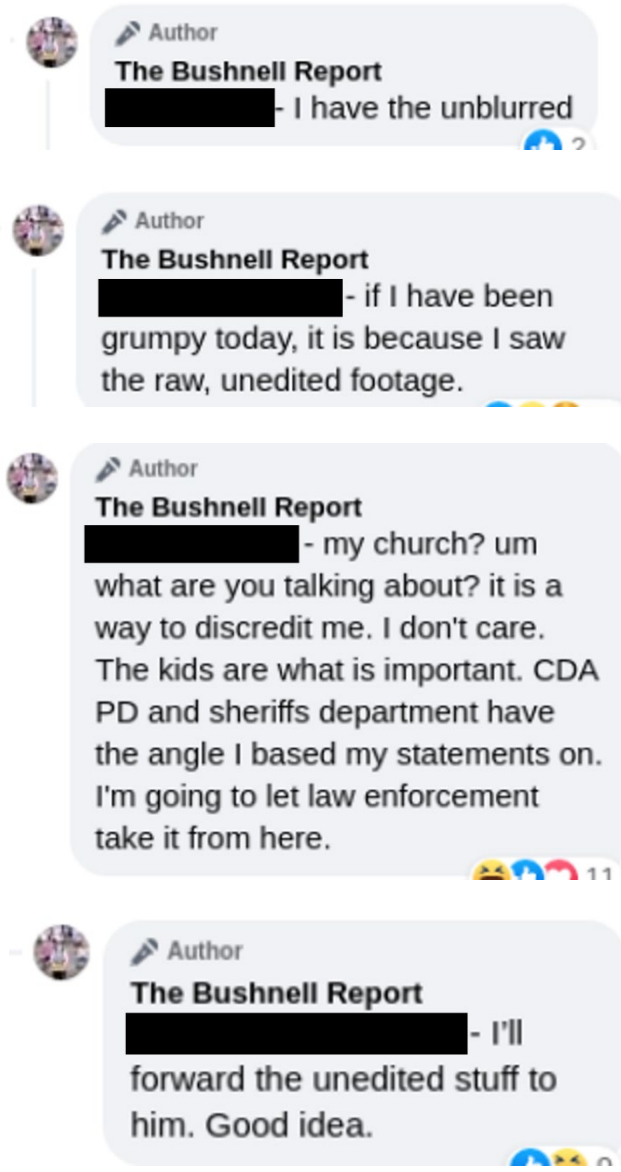 Author
The Bushnell Report
- I have the unblurred
2
Author
The Bushnell Report
- if I have been
grumpy today, it is because I saw
the raw, unedited footage.
Author
The Bushnell Report
- my church? um
what are you talking about? it is a
way to discredit me. I don't care.
The kids are what is important. CDA
PD and sheriffs department have
the angle I based my statements on.
I'm going to let law enforcement
take it from here.
11
Author
The Bushnell Report
- I'll
forward the unedited stuff to
him. Good idea.